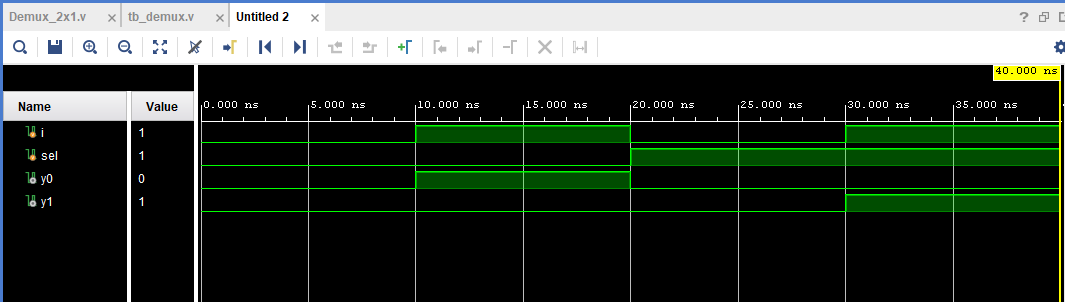 Demux_2x1.v × tb_demux.v × Untitled 2 ×
?
40.000 ns
Name Value 0.000 ns 5.000 ns 10.000 ns 15.000 ns 20.000 ns 25.000 ns 30.000 ns 35.000 ns
i 1
sel 1
y0 0
y1 1